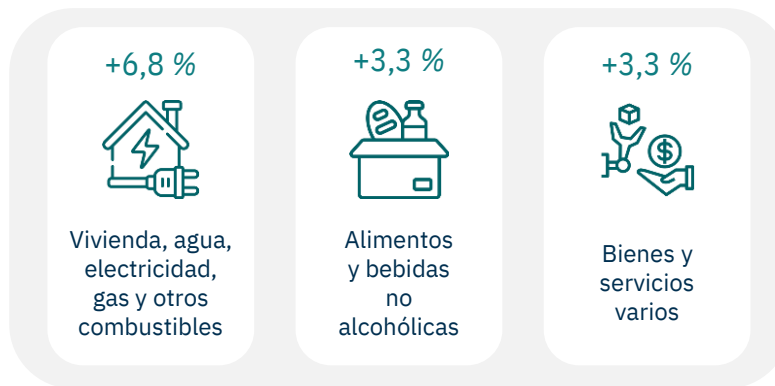 +6,8 %
Vivienda, agua,
electricidad,
gas y otros
combustibles
+3,3 %
Alimentos
y bebidas
no
alcohólicas
+3,3 %
$
Bienes y
servicios
varios